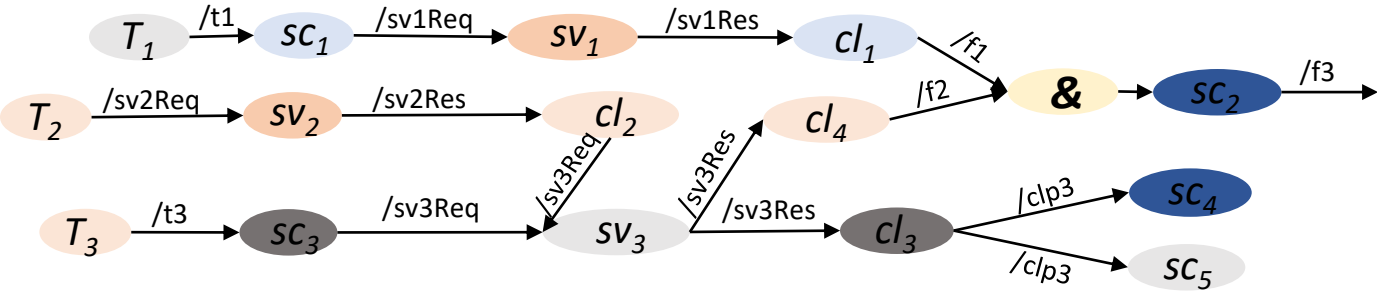 T1 /t1 sc1 /sv1Req sv1 /sv1Res cl1 /f1
T2 /sv2Req sv2 /sv2Res cl2 /sv3Req /sv3Res cl4 /f2 & sc2 /f3
T3 /t3 sc3 /sv3Req sv3 /sv3Res cl3 /clp3 sc4
/clp3 sc5